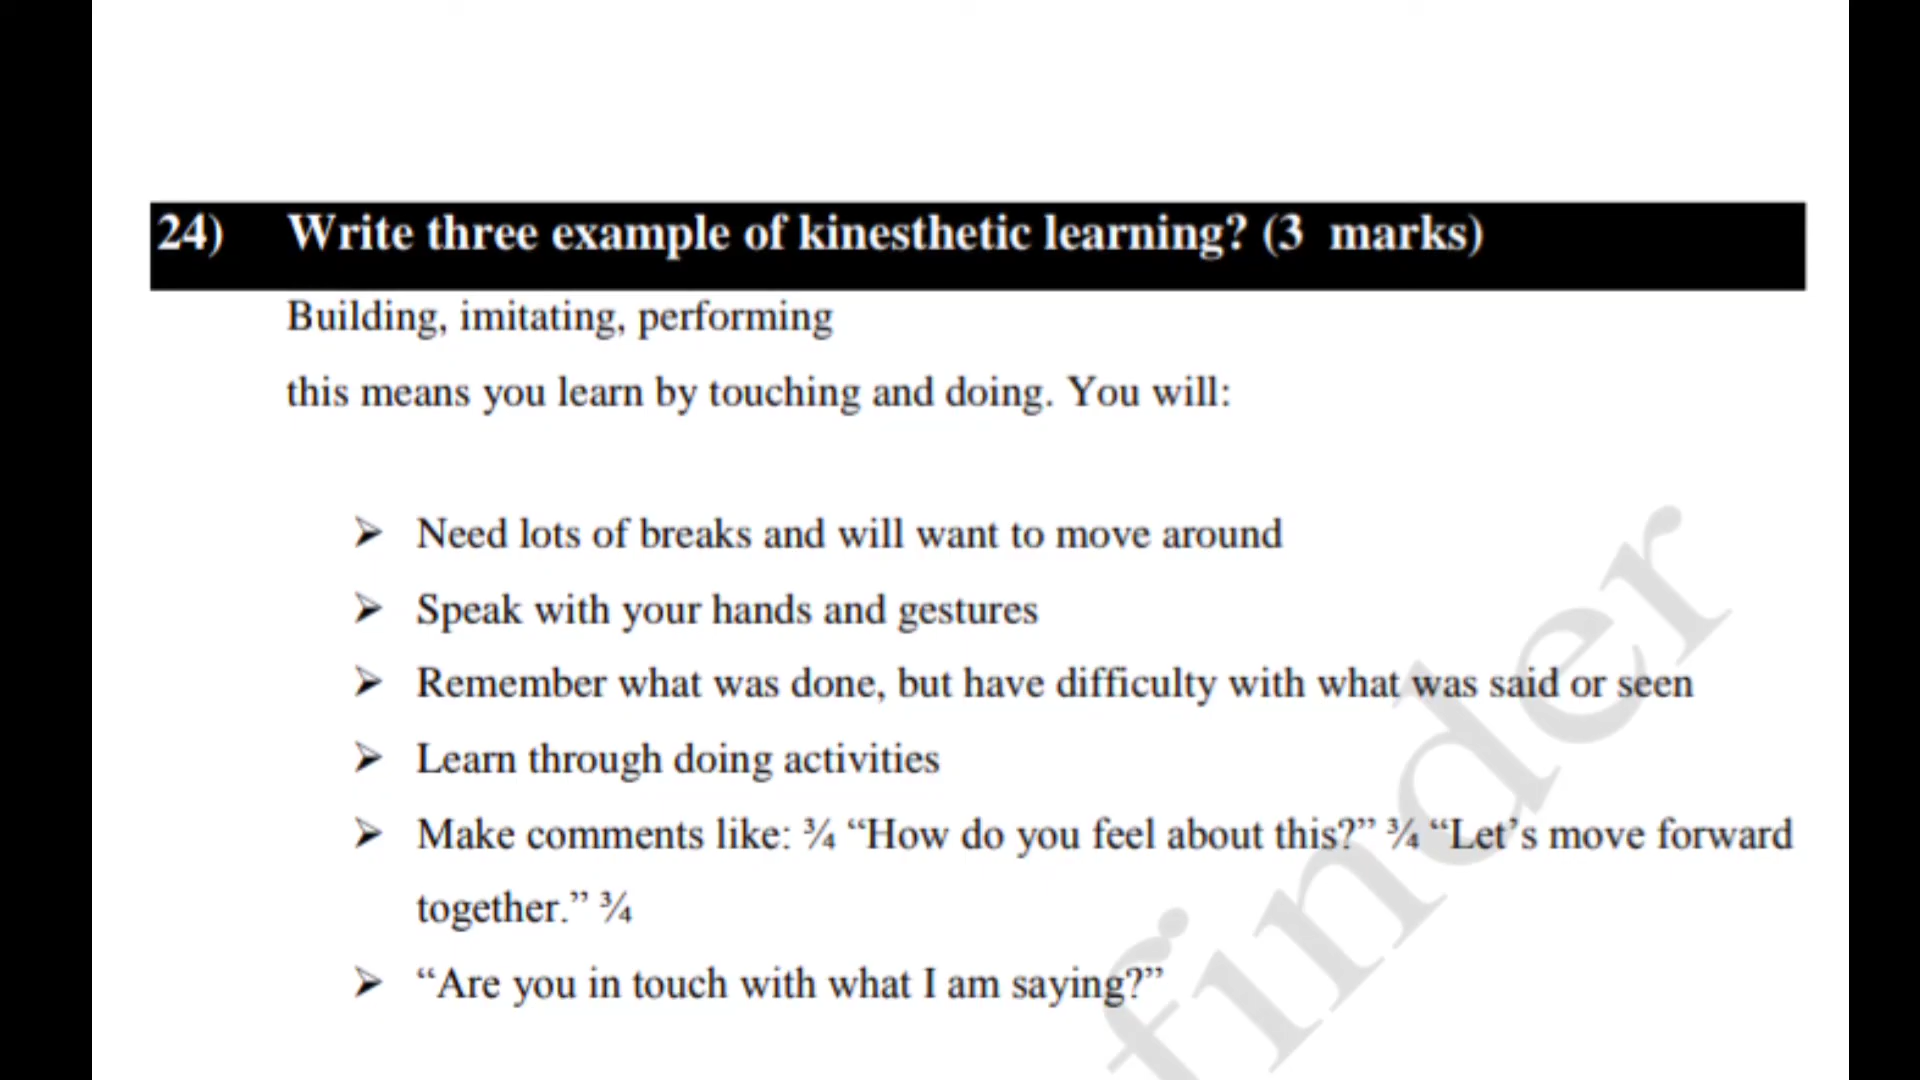 24) Write three example of kinesthetic learning? (3 marks)
Building, imitating, performing
this means you learn by touching and doing. You will:
➢ Need lots of breaks and will want to move around
➢ Speak with your hands and gestures
➢ Remember what was done, but have difficulty with what was said or seen
➢ Learn through doing activities
➢ Make comments like: ¾ “How do you feel about this?” ¾ “Let’s move forward
together.” ¾
➢ “Are you in touch with what I am saying?”
finder